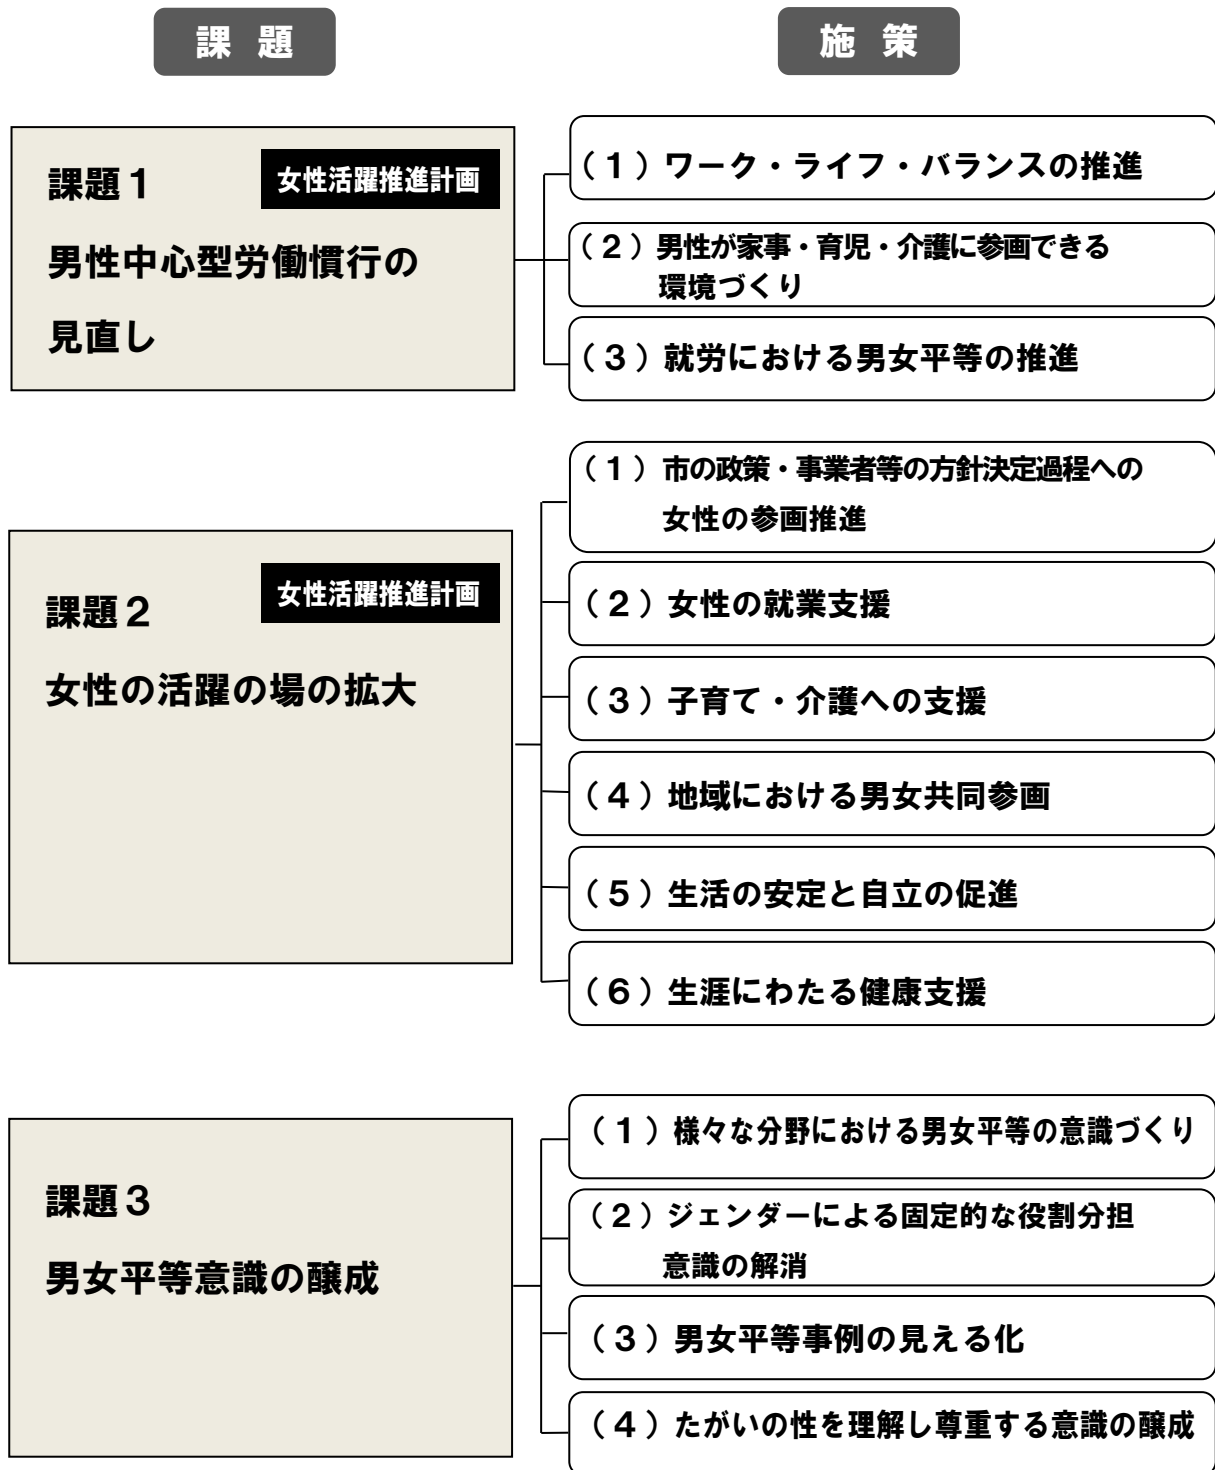 課 題
施 策
課題１
女性活躍推進計画
男性中心型労働慣行の
見直し
（１）ワーク・ライフ・バランスの推進
（２）男性が家事・育児・介護に参画できる
環境づくり
（３）就労における男女平等の推進
課題２
女性活躍推進計画
女性の活躍の場の拡大
（１）市の政策・事業者等の方針決定過程への
女性の参画推進
（２）女性の就業支援
（３）子育て・介護への支援
（４）地域における男女共同参画
（５）生活の安定と自立の促進
（６）生涯にわたる健康支援
課題３
男女平等意識の醸成
（１）様々な分野における男女平等の意識づくり
（２）ジェンダーによる固定的な役割分担
意識の解消
（３）男女平等事例の見える化
（４）たがいの性を理解し尊重する意識の醸成